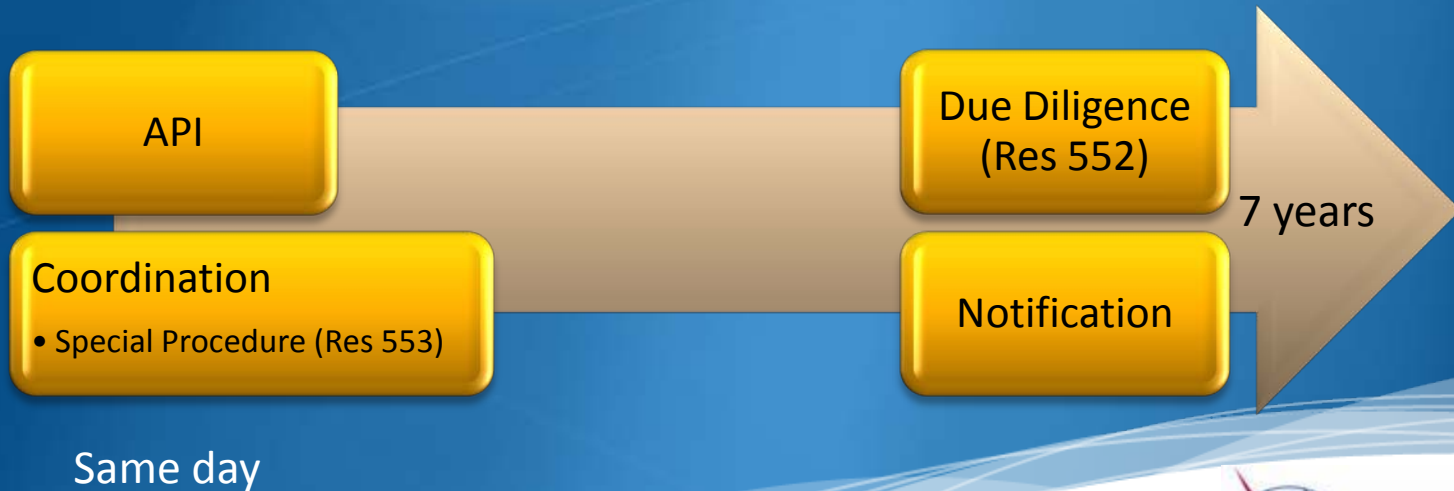 API
Due Diligence
(Res 552)
7 years
Coordination
• Special Procedure (Res 553)
Notification
Same day